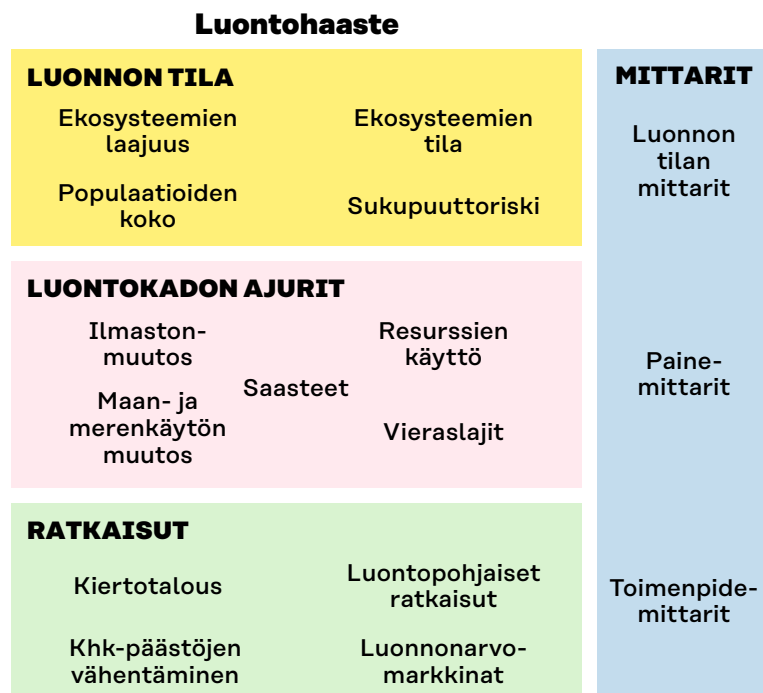 Luontohaaste
LUONNON TILA
Ekosysteemien
laajuus
Ekosysteemien
tila
Populaatioiden
koko
Sukupuuttoriski
LUONTOKADON AJURIT
Ilmaston-
muutos
Resurssien
käyttö
Saasteet
Maan- ja
merenkäytön
muutos
Vieraslajit
RATKAISUT
Kiertotalous
Luontopohjaiset
ratkaisut
Khk-päästöjen
vähentäminen
Luonnonarvo-
markkinat
MITTARIT
Luonnon
tilan
mittarit
Paine-
mittarit
Toimenpide-
mittarit